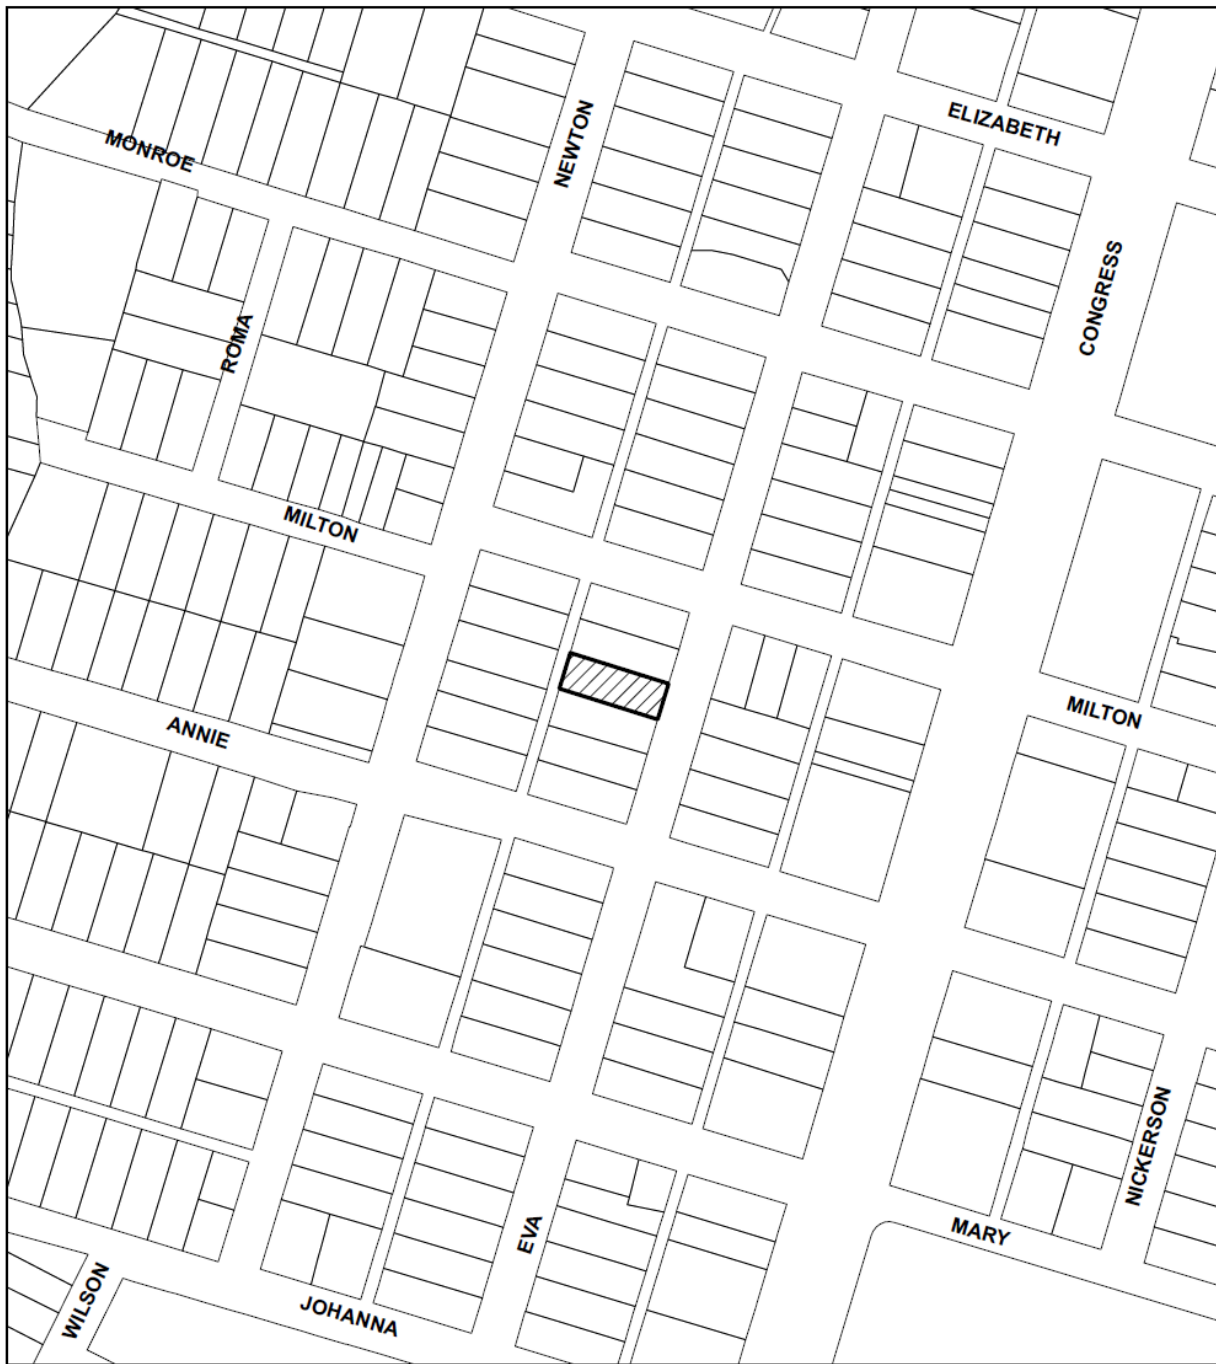 ELIZABETH
MONROE
NEWTON
CONGRESS
ROMA
MILTON
MILTON
ANNIE
NICKERSON
EVA
MARY
WILSON
JOHANNA